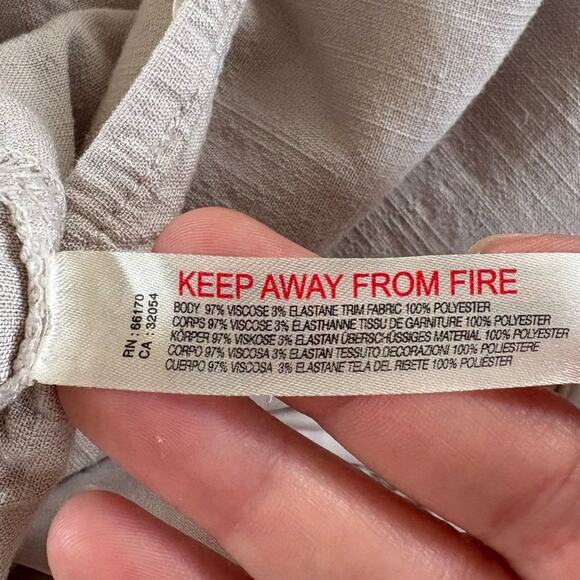 RN : 66170
CA : 32054
KEEP AWAY FROM FIRE
BODY 97% VISCOSE 3% ELASTANE TRIM FABRIC 100% POLYESTER
CORPS 97% VISCOSE 3% ELASTHANNE TISSU DE GARNITURE 100% POLYESTER
KÖRPER 97% VISKOSE 3% ELASTAN ÜBERSCHÜSSIGES MATERIAL 100% POLYESTER
CORPO 97% VISCOSA 3% ELASTAN TESSUTO DECORAZIONI 100% POLIESTERE
CUERPO 97% VISCOSA 3% ELASTANE TELA DEL RIBETE 100% POLIESTER